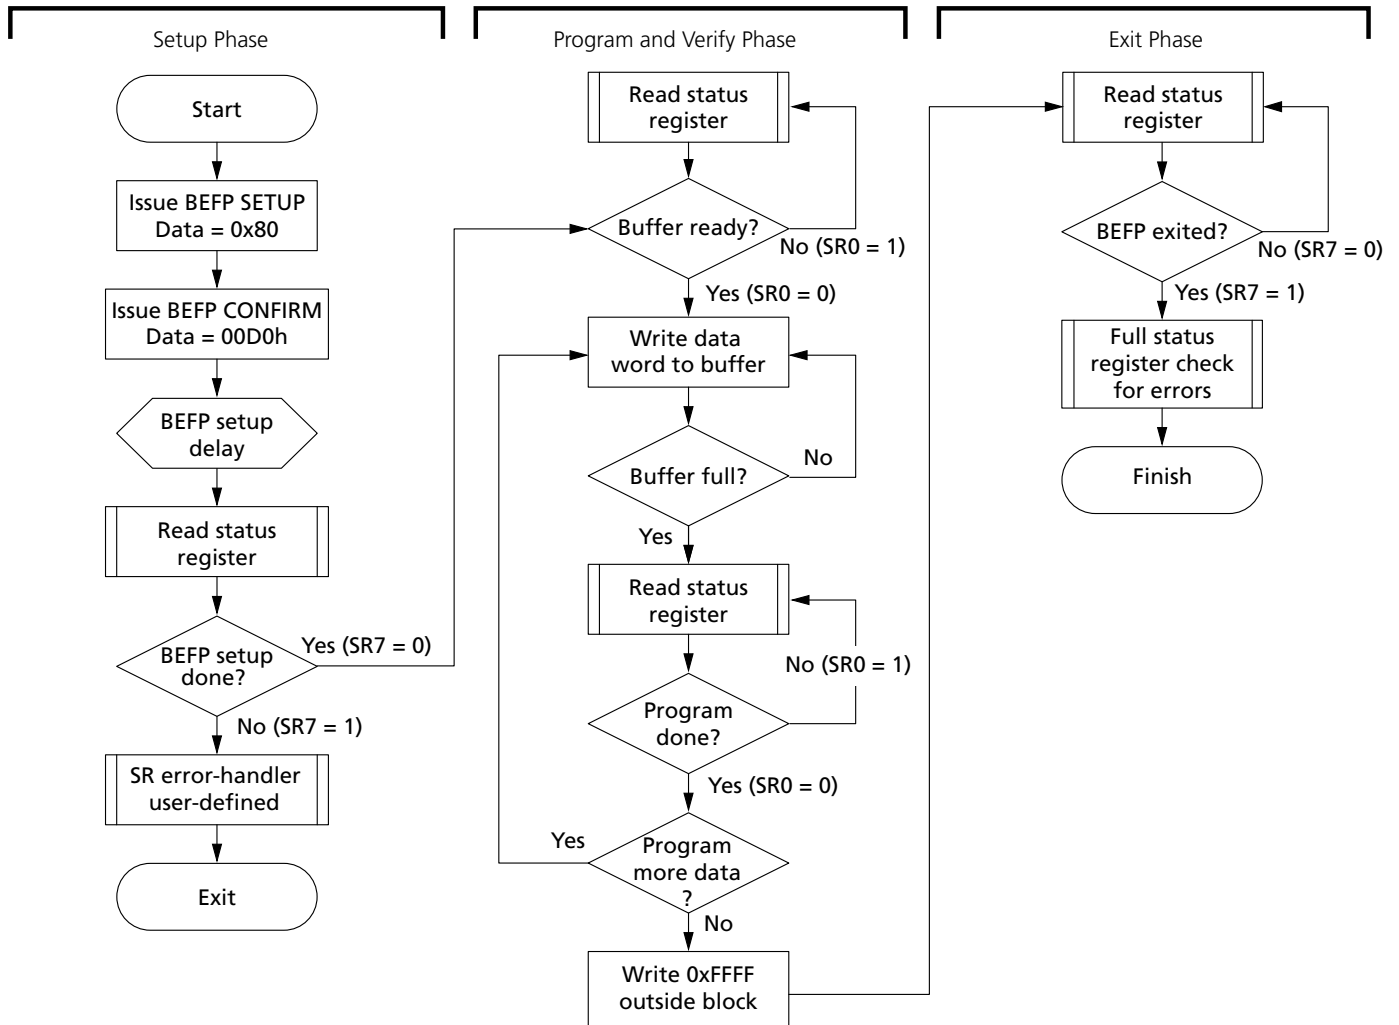 Setup Phase
Start
Issue BEFP SETUP
Data = 0x80
Issue BEFP CONFIRM
Data = 00D0h
BEFP setup
delay
Read status
register
BEFP setup
done?
Yes (SR7 = 0)
No (SR7 = 1)
SR error-handler
user-defined
Exit
Program and Verify Phase
Read status
register
Buffer ready?
No (SR0 = 1)
Yes (SR0 = 0)
Write data
word to buffer
Buffer full?
No
Yes
Read status
register
No (SR0 = 1)
Program
done?
Yes (SR0 = 0)
Program
more data
?
Yes
No
Write 0xFFFF
outside block
Exit Phase
Read status
register
BEFP exited?
No (SR7 = 0)
Yes (SR7 = 1)
Full status
register check
for errors
Finish